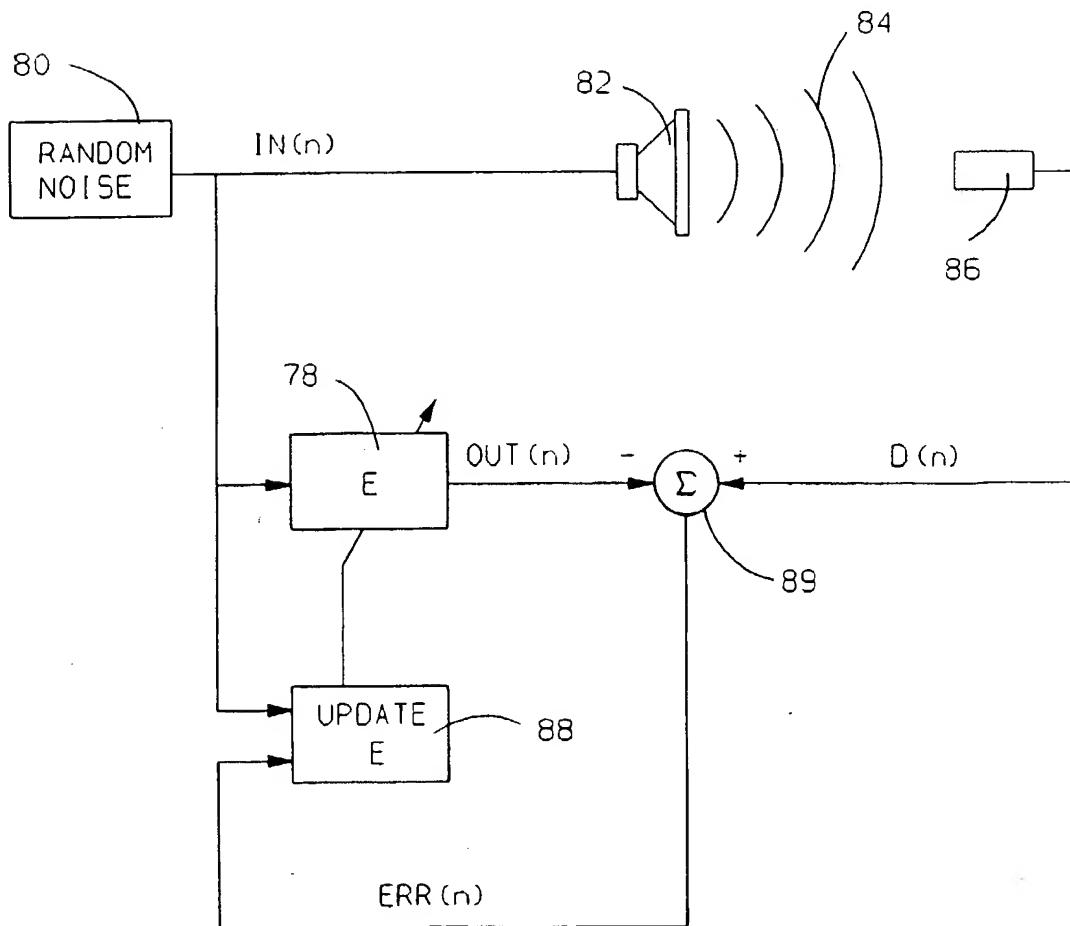 84
80
82
RANDOM
NOISE
IN(n)
86
78
E
OUT(n)
-
+
D(n)
Σ
89
UPDATE
E
88
ERR(n)